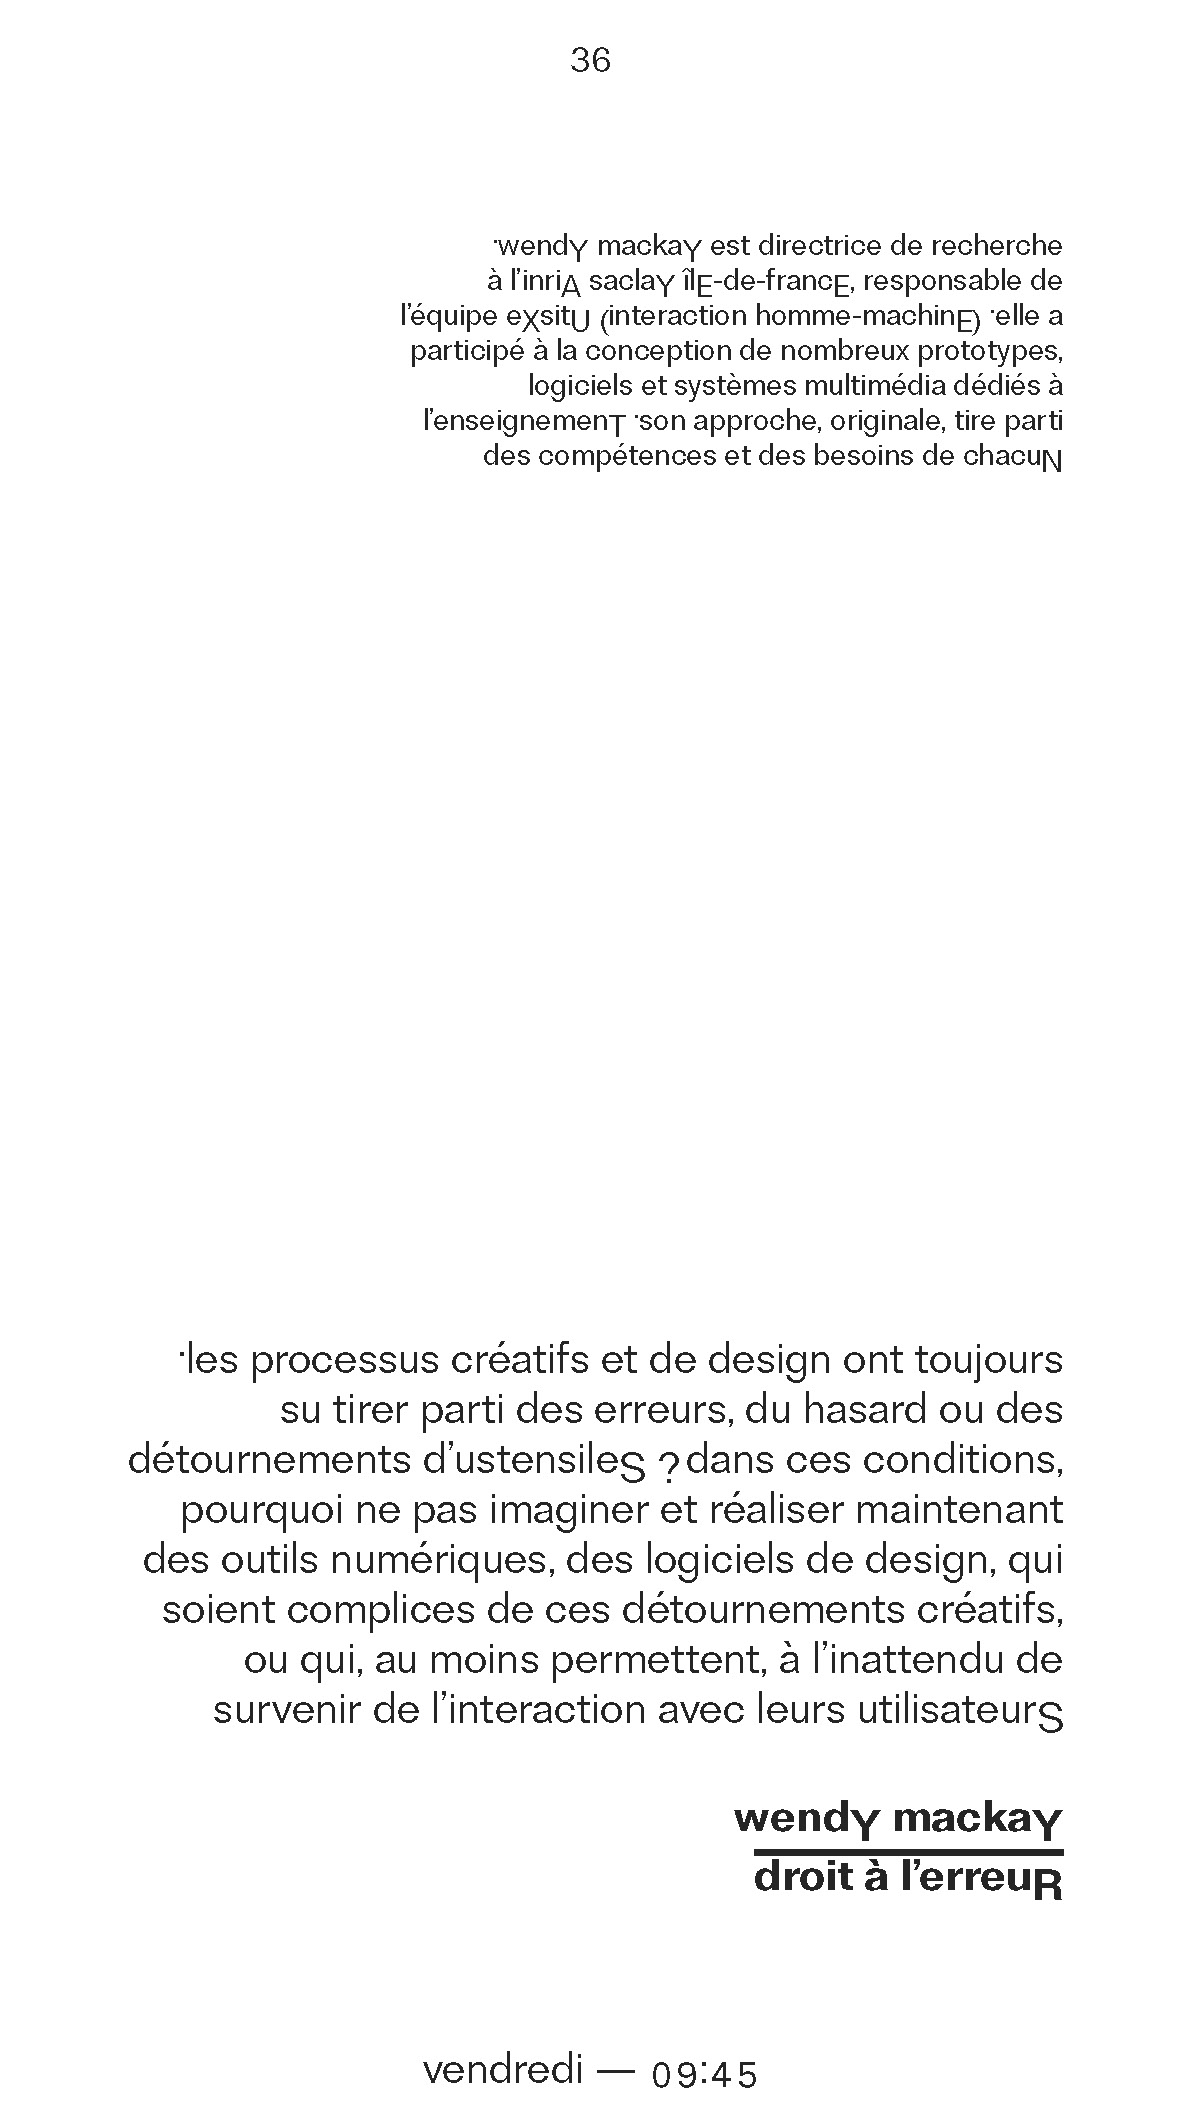 36
·wendY mackaY est directrice de recherche
à l’inriA saclaY îlE-de-francE, responsable de
l’équipe eXsitU (interaction homme-machinE) ·elle a
participé à la conception de nombreux prototypes,
logiciels et systèmes multimédia dédiés à
l’enseignemenT ·son approche, originale, tire parti
des compétences et des besoins de chacuN
·les processus créatifs et de design ont toujours
su tirer parti des erreurs, du hasard ou des
détournements d’ustensileS ? dans ces conditions,
pourquoi ne pas imaginer et réaliser maintenant
des outils numériques, des logiciels de design, qui
soient complices de ces détournements créatifs,
ou qui, au moins permettent, à l’inattendu de
survenir de l’interaction avec leurs utilisateurS
wendY mackaY
droit à l’erreuR
vendredi — 09:45